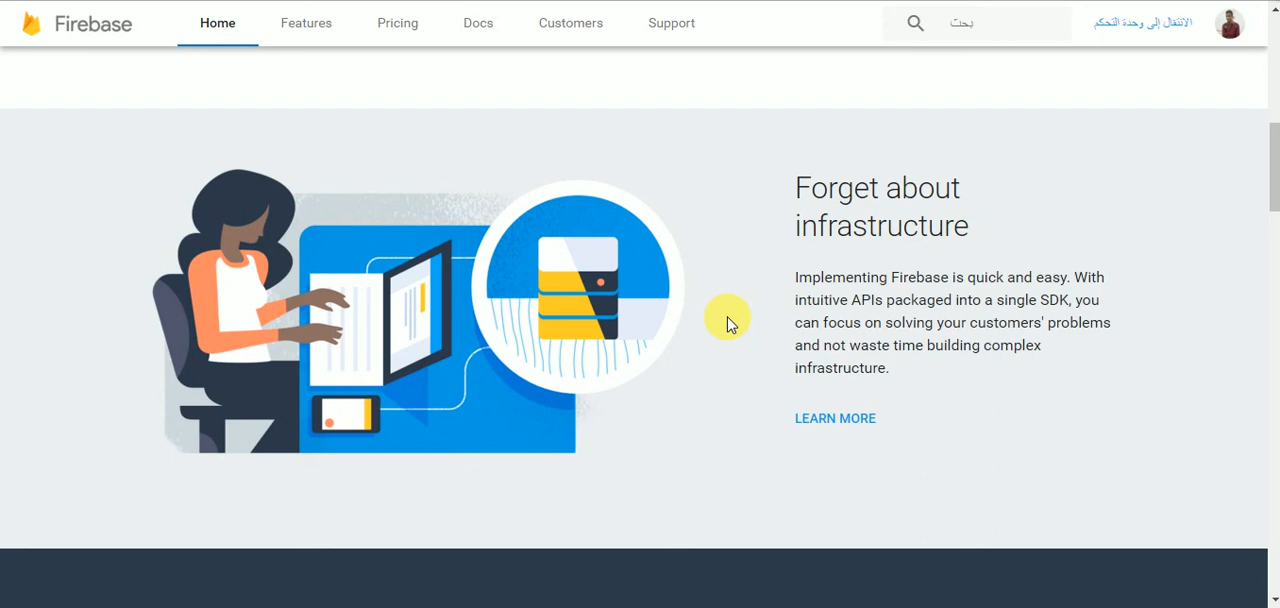 Firebase
Home
Features
Pricing
Docs
Customers
Support
بحث
الانتقال إلى وحدة التحكم
Forget about
infrastructure
Implementing Firebase is quick and easy. With
intuitive APIs packaged into a single SDK, you
can focus on solving your customers' problems
and not waste time building complex
infrastructure.
LEARN MORE